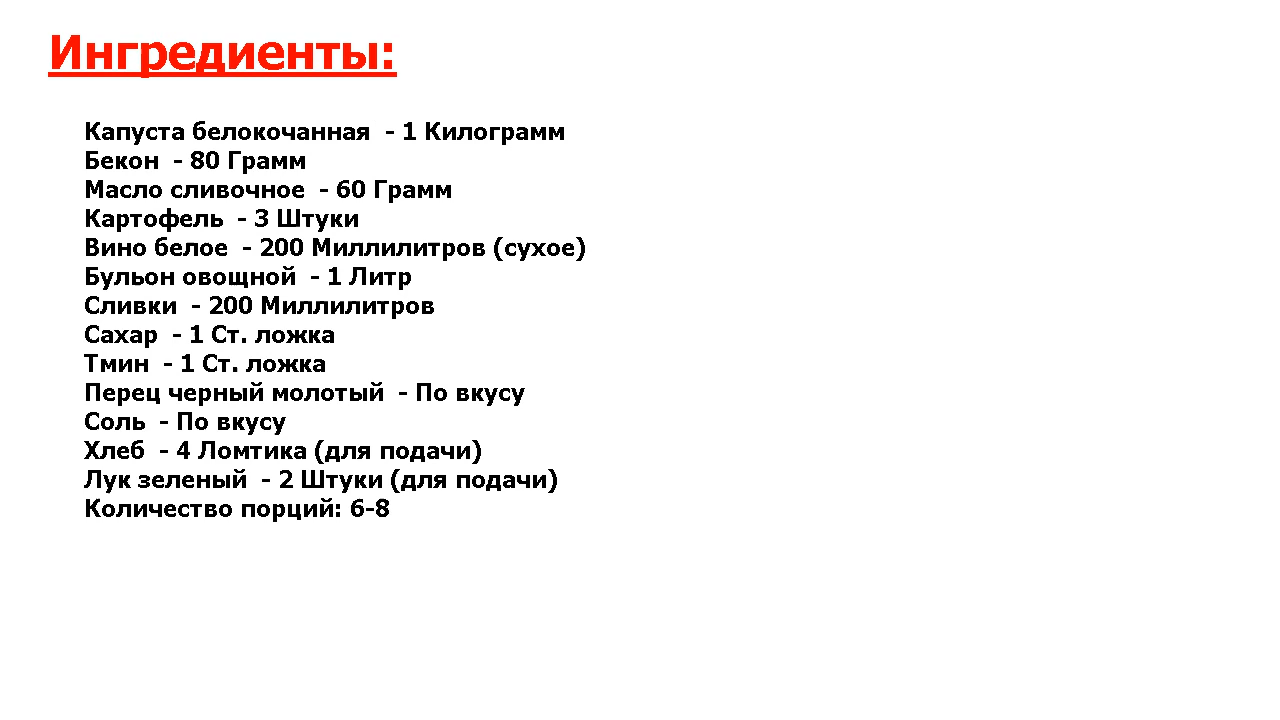 Ингредиенты:
Капуста белокочанная - 1 Килограмм
Бекон - 80 Грамм
Масло сливочное - 60 Грамм
Картофель - 3 Штуки
Вино белое - 200 Миллилитров (сухое)
Бульон овощной - 1 Литр
Сливки - 200 Миллилитров
Сахар - 1 Ст. ложка
Тмин - 1 Ст. ложка
Перец черный молотый - По вкусу
Соль - По вкусу
Хлеб - 4 Ломтика (для подачи)
Лук зеленый - 2 Штуки (для подачи)
Количество порций: 6-8